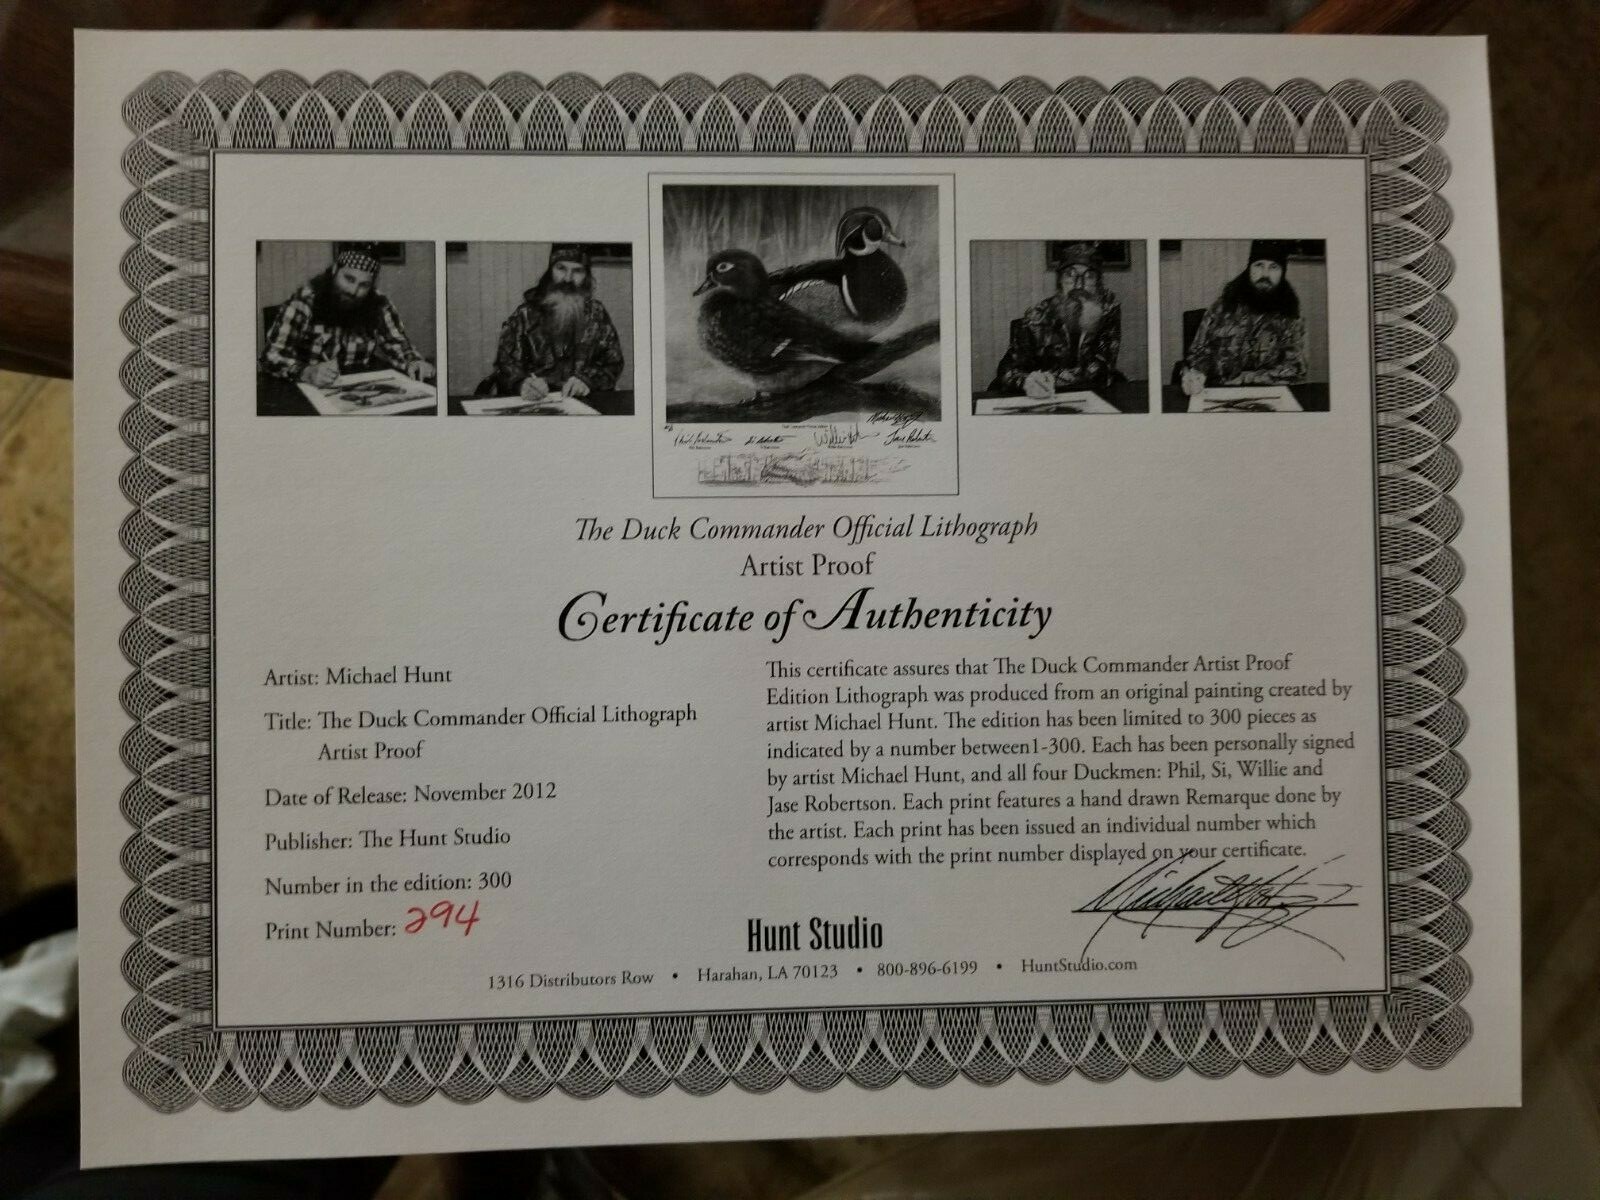 The Duck Commander Official Lithograph
Artist Proof
Certificate of Authenticity
Artist: Michael Hunt
Title: The Duck Commander Official Lithograph
Artist Proof
Date of Release: November 2012
Publisher: The Hunt Studio
Number in the edition: 300
Print Number: 294
This certificate assures that The Duck Commander Artist Proof
Edition Lithograph was produced from an original painting created by
artist Michael Hunt. The edition has been limited to 300 pieces as
indicated by a number between1-300. Each has been personally signed
by artist Michael Hunt, and all four Duckmen: Phil, Si, Willie and
Jase Robertson. Each print features a hand drawn Remarque done by
the artist. Each print has been issued an individual number which
corresponds with the print number displayed on your certificate.
Hunt Studio
1316 Distributors Row • Harahan, LA 70123 • 800-896-6199 • HuntStudio.com